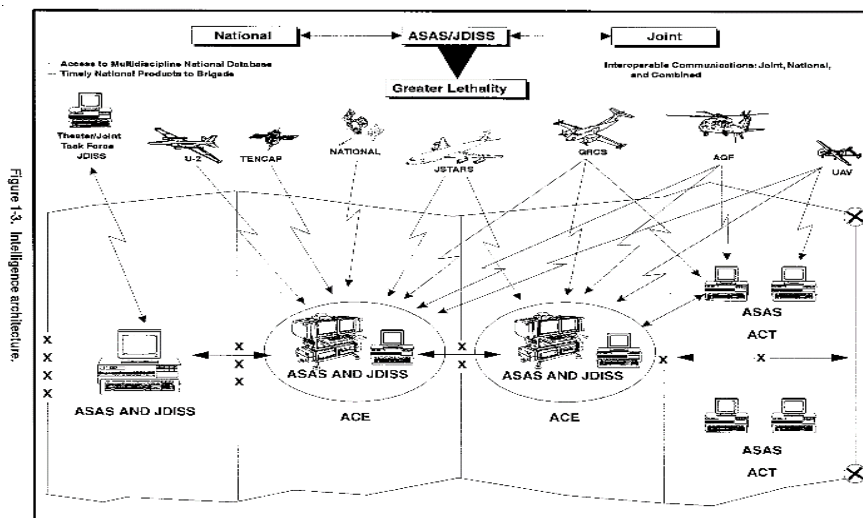 National
ASAS/JDISS
Joint
· Access to Multidiscipline National Database
— Timely National Products to Brigade
Greater Lethality
Interoperable Communications: Joint, National,
and Combined
Theater/Joint
Task Force
JDISS
U-2
TENCAP
NATIONAL
JSTARS
GRCS
AQF
UAV
X
X
X
X
X
X
X
X
X
X
X
X
X
X
ASAS AND JDISS
ASAS AND JDISS
ACE
ASAS AND JDISS
ACE
ASAS
ACT
ASAS
ACT
Figure 1-3. Intelligence architecture.